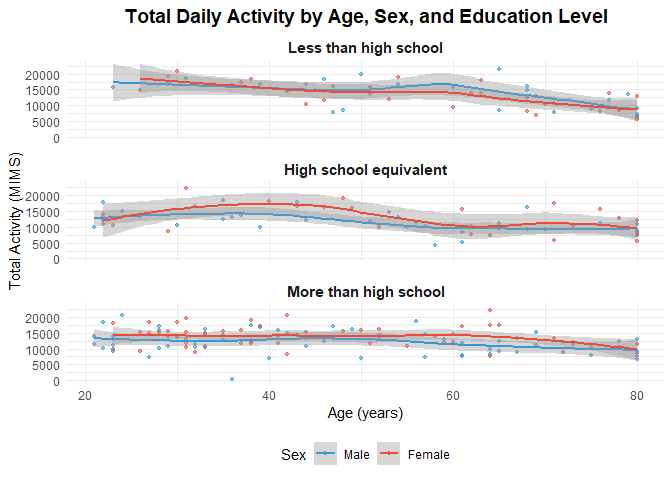 Total Daily Activity by Age, Sex, and Education Level
Less than high school
20000
15000
10000
5000
0
High school equivalent
20000
15000
10000
5000
0
Total Activity (MIMS)
More than high school
20000
15000
10000
5000
0
20 40 60 80
Age (years)
Sex Male Female